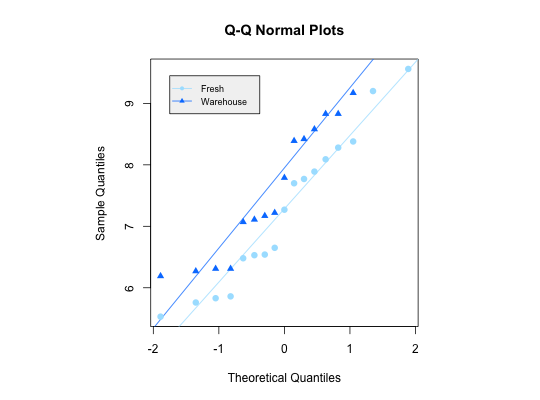 Q-Q Normal Plots
Fresh
Warehouse
9
8
7
6
Sample Quantiles
-2 -1 0 1 2
Theoretical Quantiles